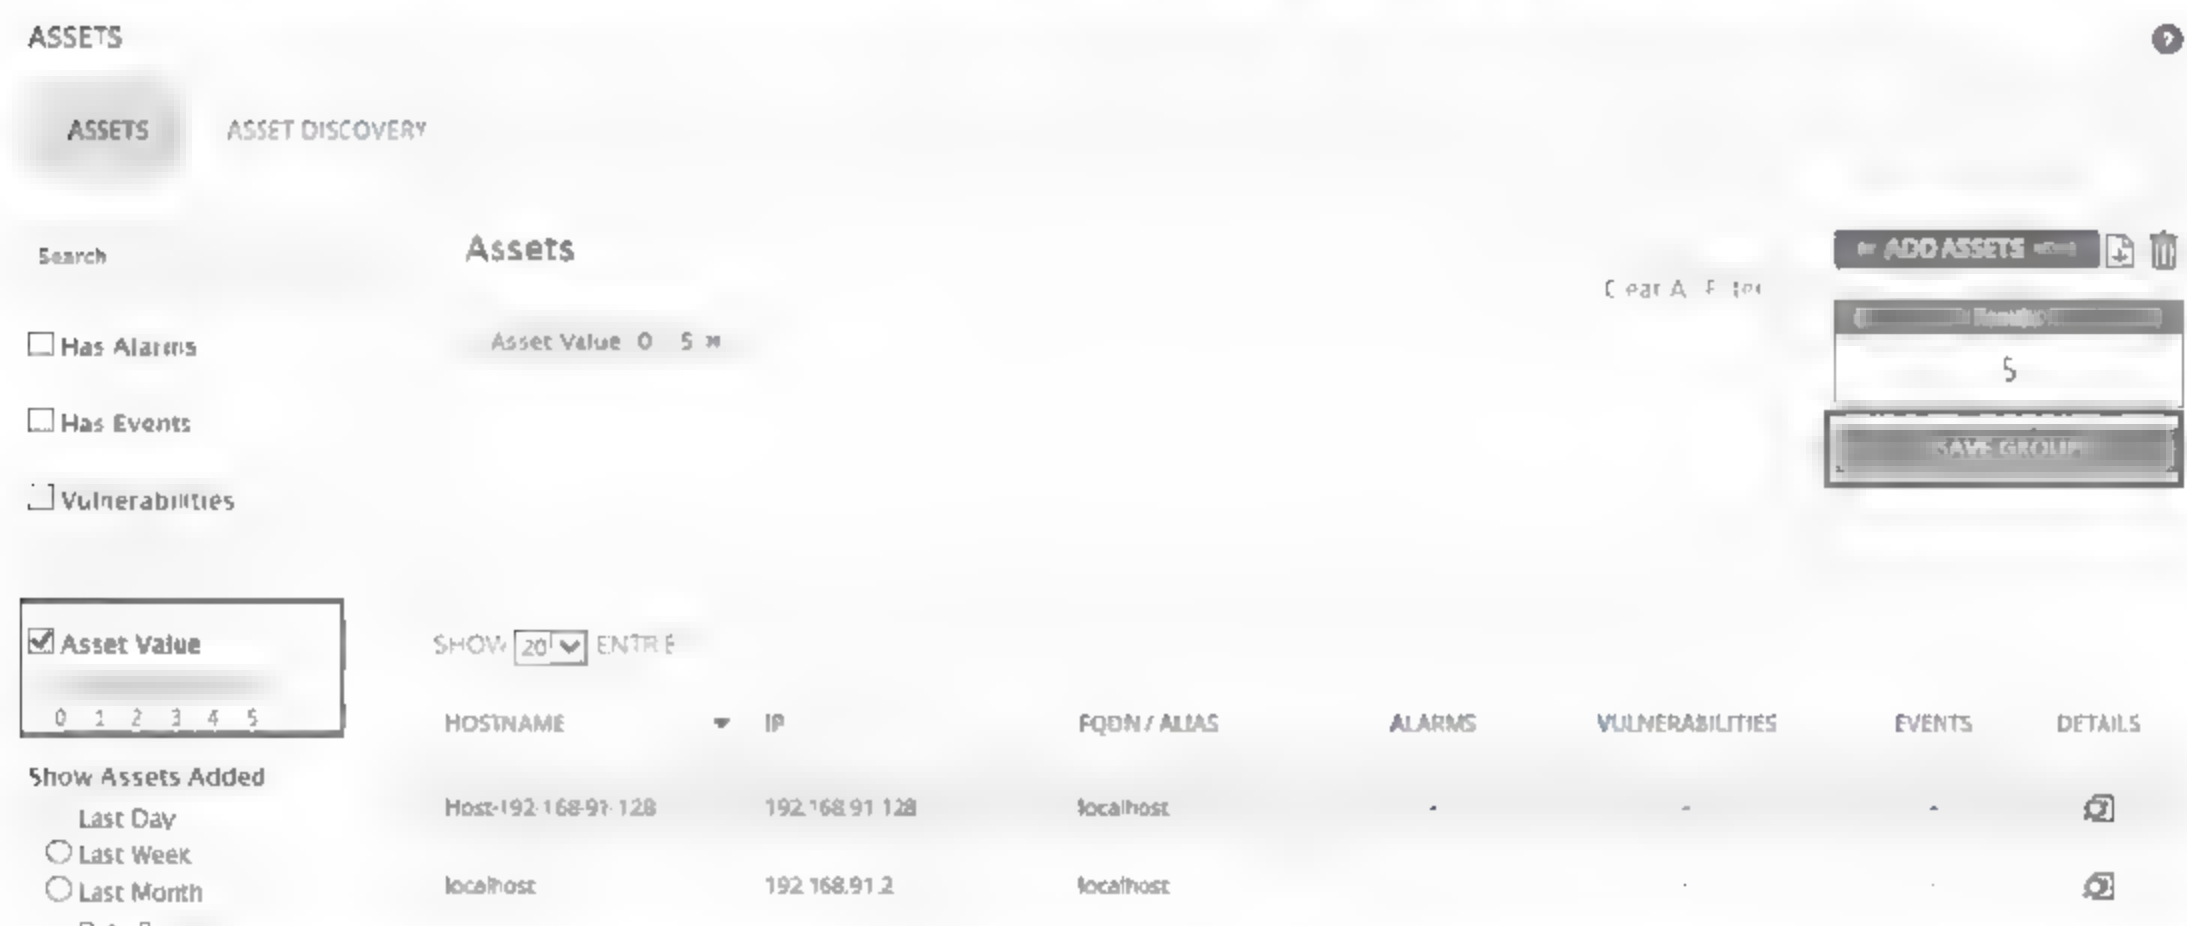 ASSETS
?
ASSETS ASSET DISCOVERY
Search
Assets
ADD ASSETS
Asset Value 0 5 ×
5
Has Alarms
Has Events
SAVE GROUP
Vulnerabilities
Asset Value
0 1 2 3 4 5
SHOW 20
HOSTNAME IP FQDN / ALIAS ALARMS VULNERABILITIES EVENTS DETAILS
Show Assets Added
Host-192-168-91-128 192.168.91.128 localhost - - -
Last Day
Last Week
localhost 192.168.91.2 localhost
Last Month